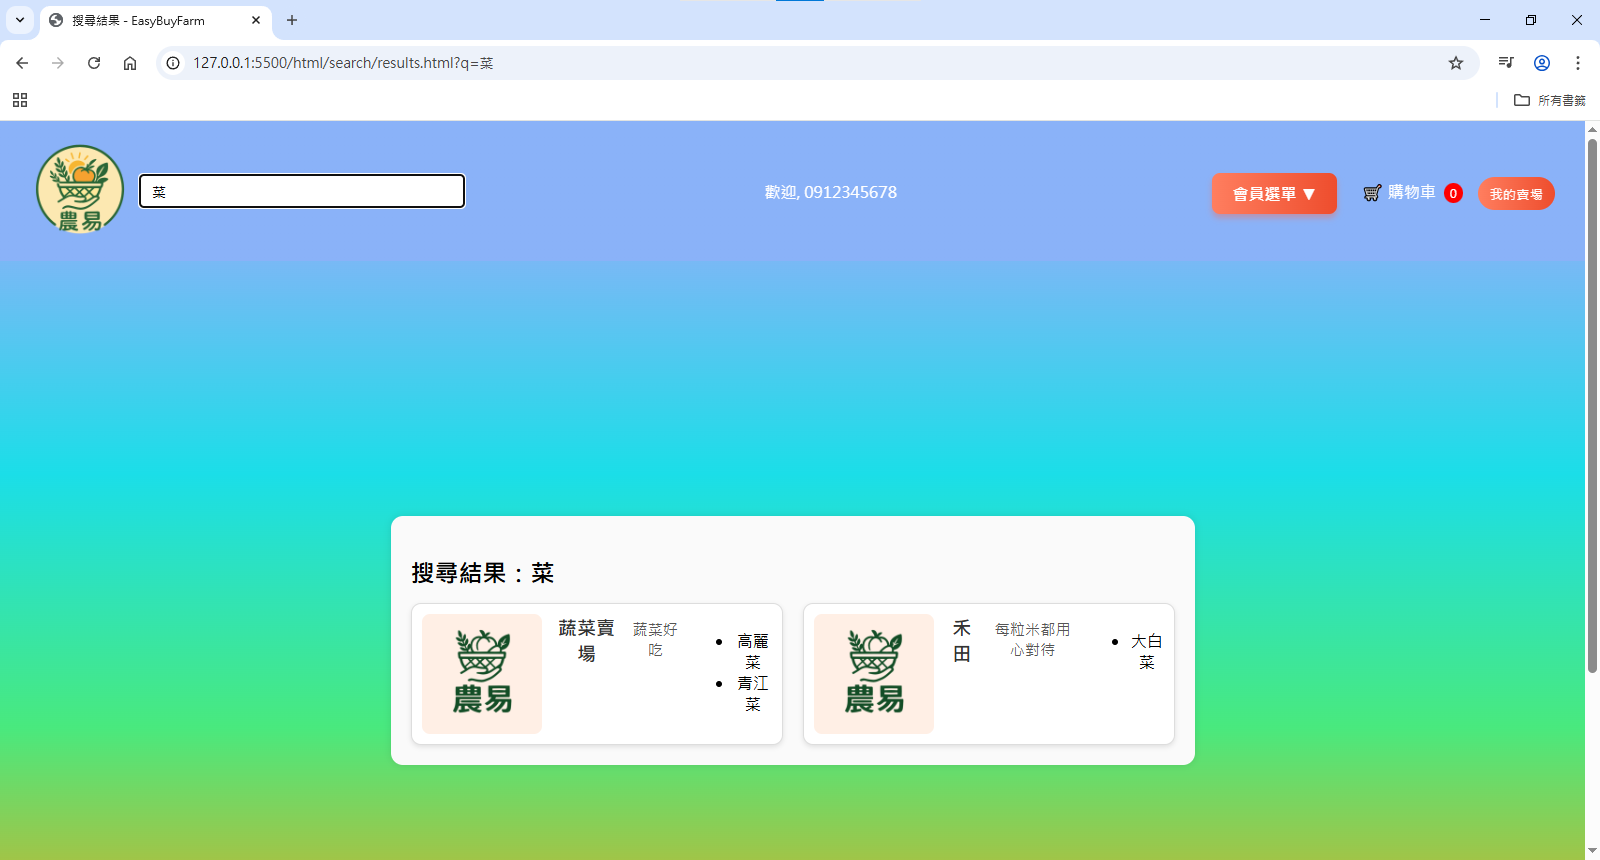 搜尋結果 - EasyBuyFarm
127.0.0.1:5500/html/search/results.html?q=菜
所有書籤
農易
菜
歡迎, 0912345678
會員選單 ▼
購物車 0
我的賣場
搜尋結果：菜
農易
蔬菜賣
場
蔬菜好
吃
高麗
菜
青江
菜
農易
禾
田
每粒米都用
心對待
大白
菜